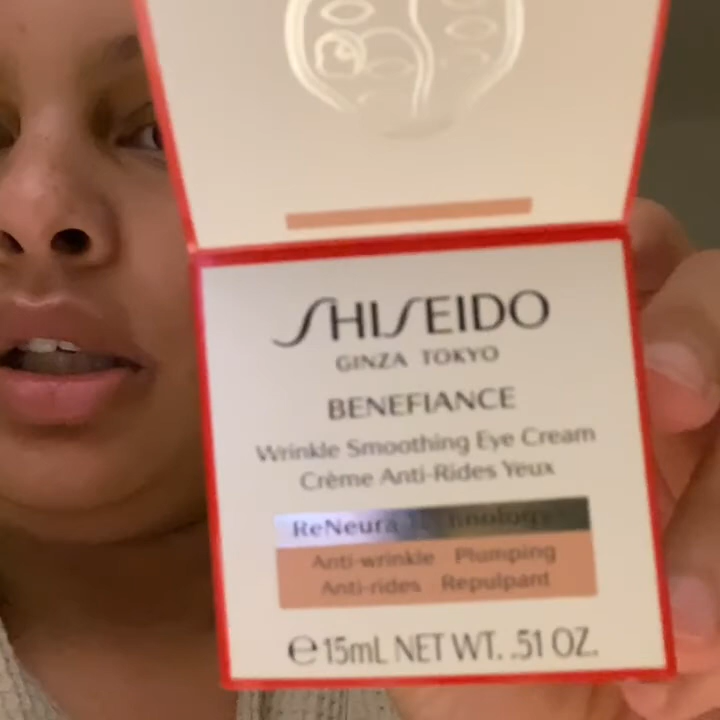 SHISEIDO
GINZA TOKYO
BENEFIANCE
Wrinkle Smoothing Eye Cream
Crème Anti-Rides Yeux
ReNeura Technology
Anti-wrinkle Plumping
Anti-rides Repulpant
e 15mL NET WT. .51 OZ.